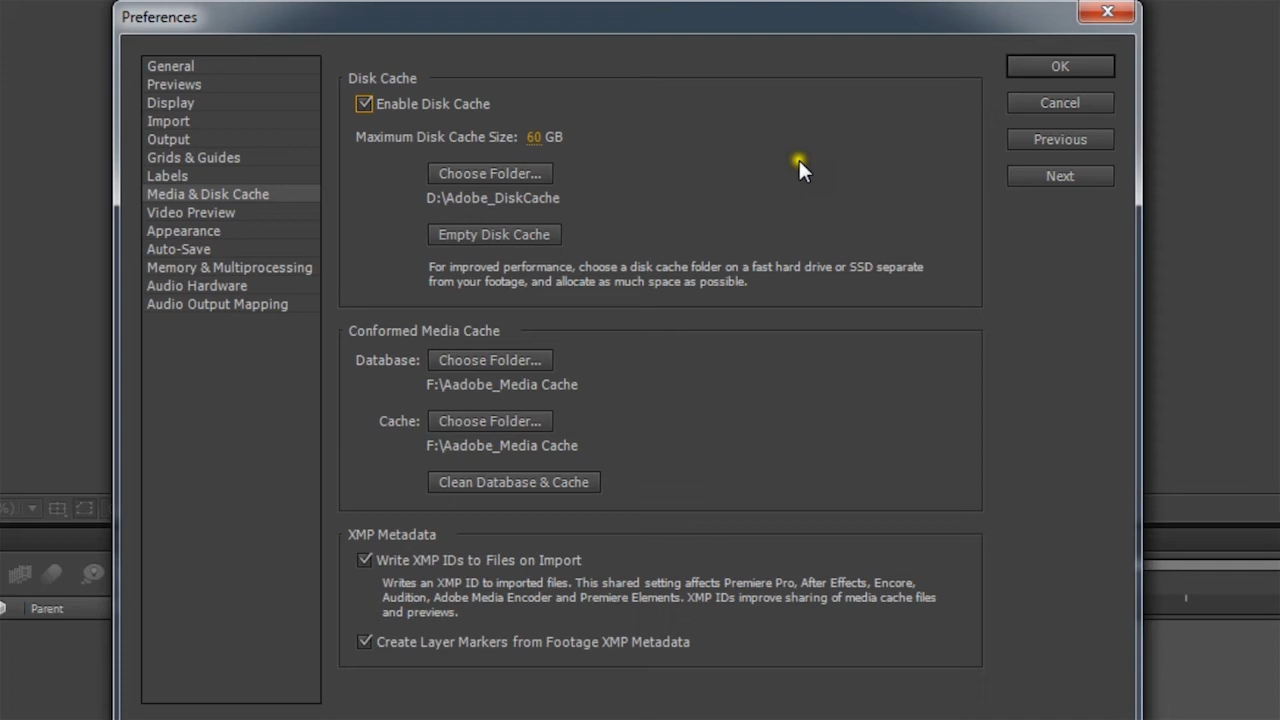 Preferences
General
Previews
Display
Import
Output
Grids & Guides
Labels
Media & Disk Cache
Video Preview
Appearance
Auto-Save
Memory & Multiprocessing
Audio Hardware
Audio Output Mapping
Disk Cache
Enable Disk Cache
Maximum Disk Cache Size: 60 GB
Choose Folder...
D:\Adobe_DiskCache
Empty Disk Cache
For improved performance, choose a disk cache folder on a fast hard drive or SSD separate
from your footage, and allocate as much space as possible.
Conformed Media Cache
Database: Choose Folder...
F:\Aadobe_Media Cache
Cache: Choose Folder...
F:\Aadobe_Media Cache
Clean Database & Cache
XMP Metadata
Write XMP IDs to Files on Import
Writes an XMP ID to imported files. This shared setting affects Premiere Pro, After Effects, Encore,
Audition, Adobe Media Encoder and Premiere Elements. XMP IDs improve sharing of media cache files
and previews.
Create Layer Markers from Footage XMP Metadata
OK
Cancel
Previous
Next
%)
Parent